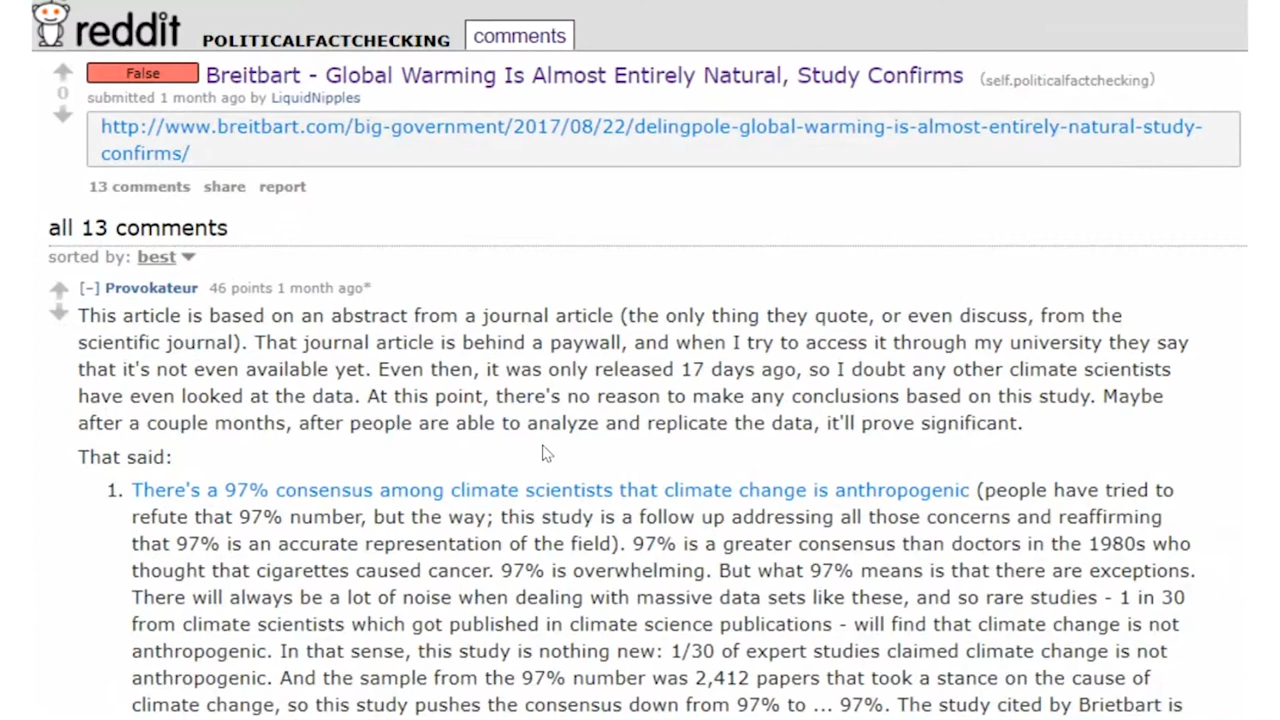 reddit POLITICALFACTCHECKING comments
False Breitbart - Global Warming Is Almost Entirely Natural, Study Confirms (self.politicalfactchecking)
0
submitted 1 month ago by LiquidNipples
http://www.breitbart.com/big-government/2017/08/22/delingpole-global-warming-is-almost-entirely-natural-study-
confirms/
13 comments share report
all 13 comments
sorted by: best
[-] Provokateur 46 points 1 month ago*
This article is based on an abstract from a journal article (the only thing they quote, or even discuss, from the
scientific journal). That journal article is behind a paywall, and when I try to access it through my university they say
that it's not even available yet. Even then, it was only released 17 days ago, so I doubt any other climate scientists
have even looked at the data. At this point, there's no reason to make any conclusions based on this study. Maybe
after a couple months, after people are able to analyze and replicate the data, it'll prove significant.
That said:
1. There's a 97% consensus among climate scientists that climate change is anthropogenic (people have tried to
refute that 97% number, but the way; this study is a follow up addressing all those concerns and reaffirming
that 97% is an accurate representation of the field). 97% is a greater consensus than doctors in the 1980s who
thought that cigarettes caused cancer. 97% is overwhelming. But what 97% means is that there are exceptions.
There will always be a lot of noise when dealing with massive data sets like these, and so rare studies - 1 in 30
from climate scientists which got published in climate science publications - will find that climate change is not
anthropogenic. In that sense, this study is nothing new: 1/30 of expert studies claimed climate change is not
anthropogenic. And the sample from the 97% number was 2,412 papers that took a stance on the cause of
climate change, so this study pushes the consensus down from 97% to ... 97%. The study cited by Brietbart is